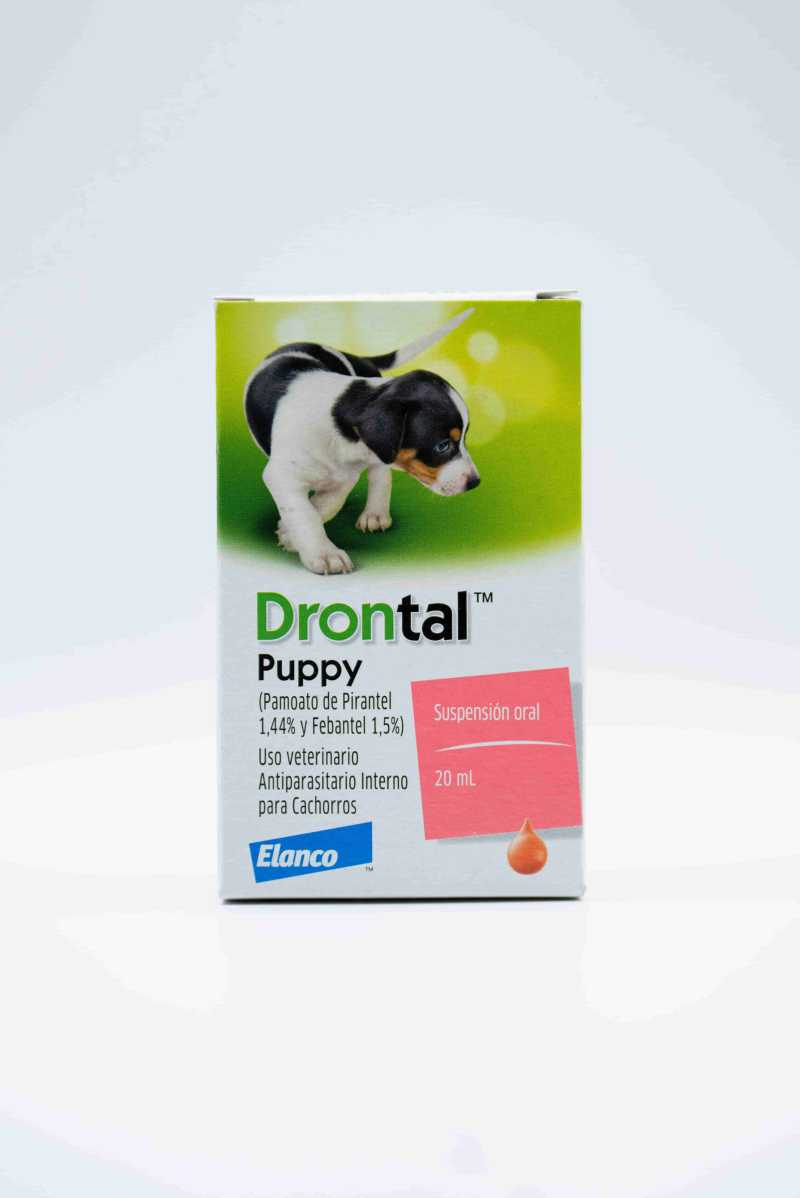 Drontal™
Puppy
(Pamoato de Pirantel
1,44% y Febantel 1,5%)
Uso veterinario
Antiparasitario Interno
para Cachorros
Suspensión oral
20 mL
Elanco™